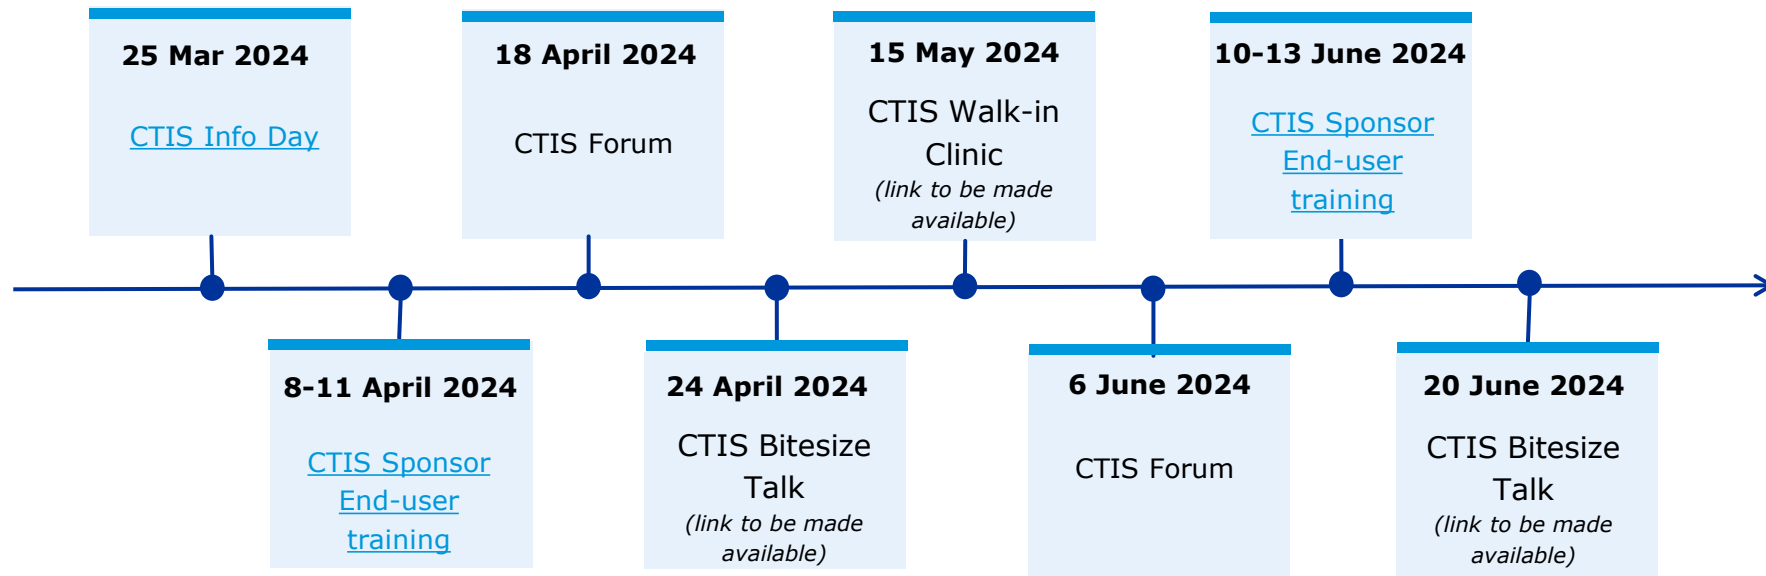 25 Mar 2024
CTIS Info Day
18 April 2024
CTIS Forum
15 May 2024
CTIS Walk-in
Clinic
(link to be made
available)
10-13 June 2024
CTIS Sponsor
End-user
training
8-11 April 2024
CTIS Sponsor
End-user
training
24 April 2024
CTIS Bitesize
Talk
(link to be made
available)
6 June 2024
CTIS Forum
20 June 2024
CTIS Bitesize
Talk
(link to be made
available)